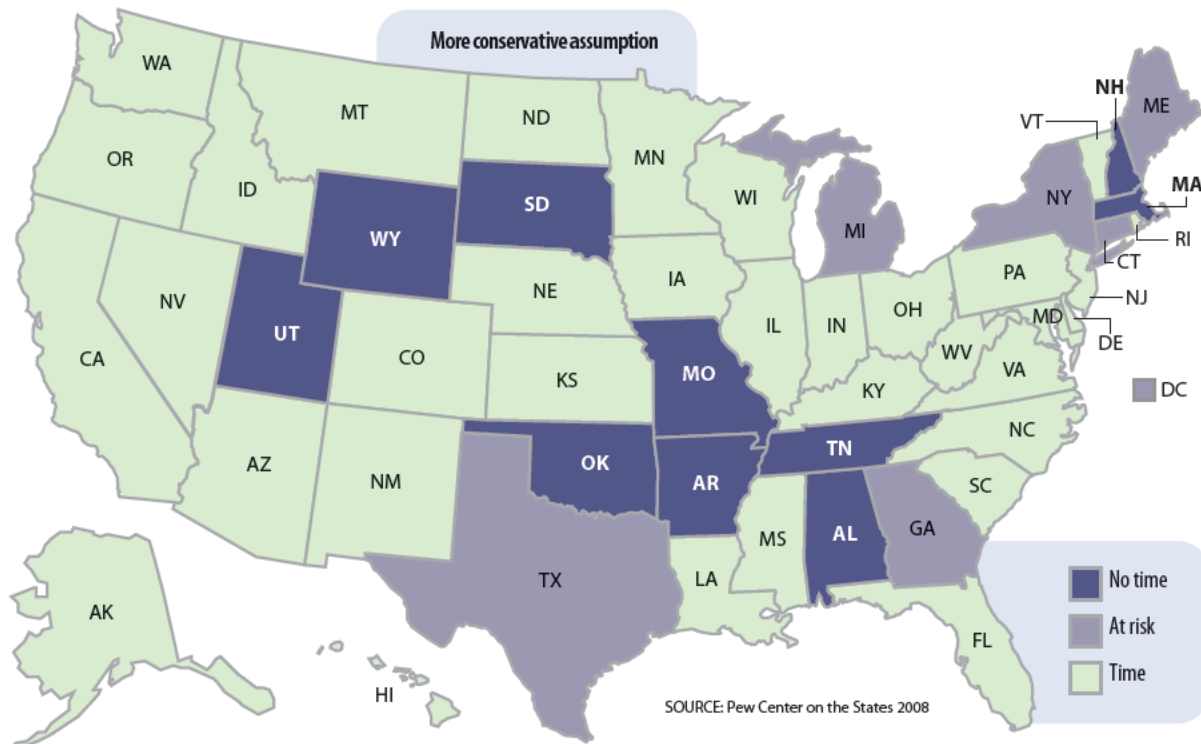 More conservative assumption
WA
MT
ND
MN
VT
NH
ME
OR
ID
SD
WI
NY
MA
WY
MI
RI
CT
IA
PA
NE
NV
NJ
IL
IN
OH
MD
UT
DE
CA
CO
WV
VA
MO
KS
KY
DC
NC
TN
AZ
OK
NM
AR
SC
MS
AL
GA
TX
LA
No time
AK
At risk
FL
Time
HI
SOURCE: Pew Center on the States 2008